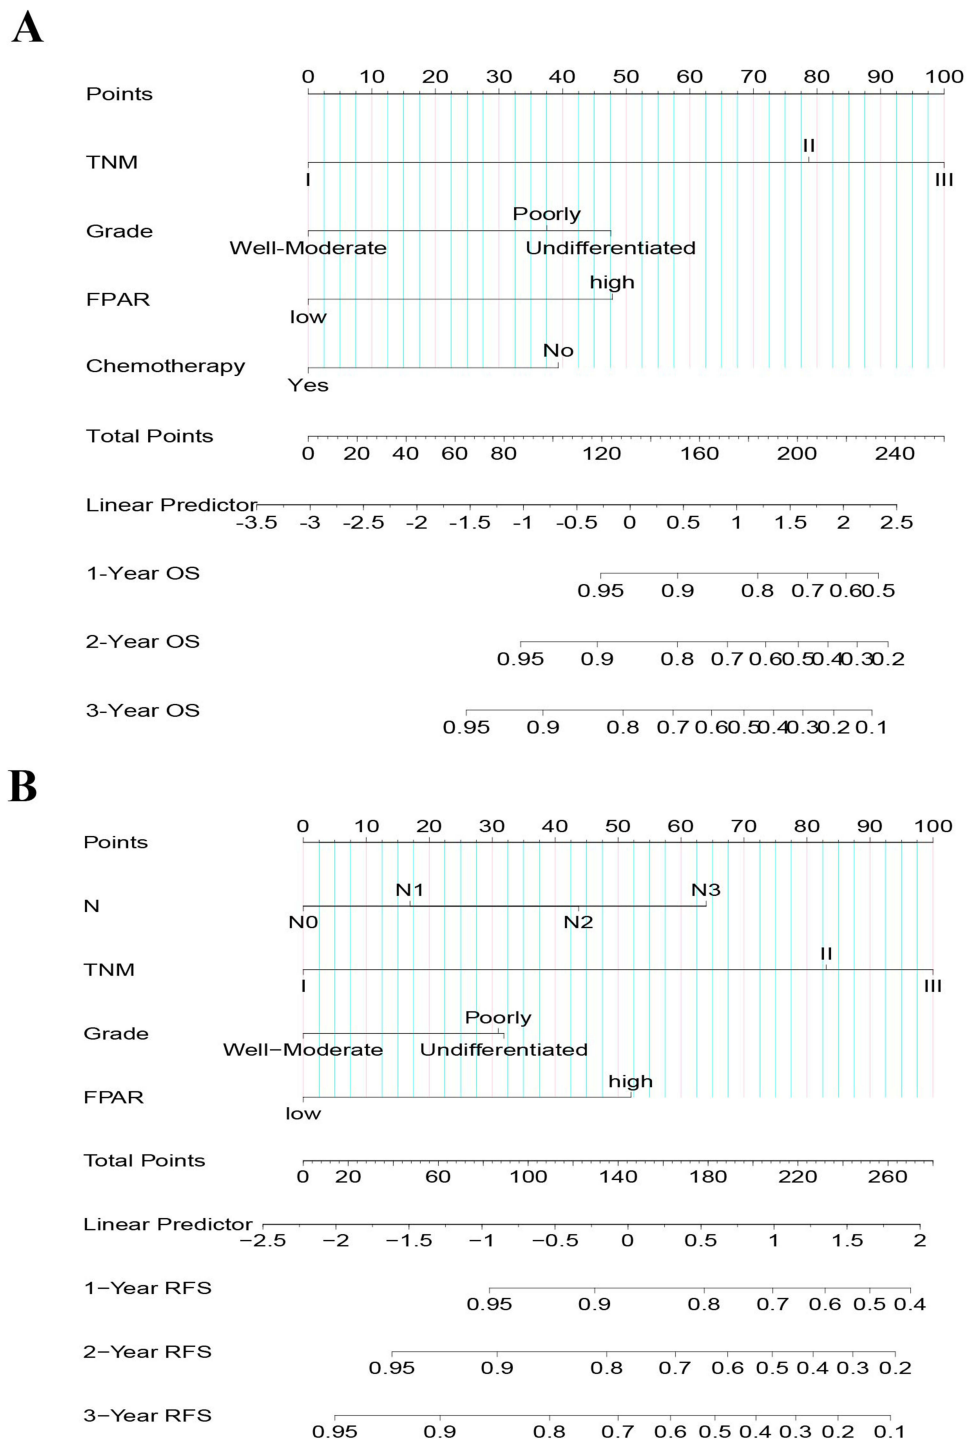 A
0 10 20 30 40 50 60 70 80 90 100
Points
II
TNM
I III
Poorly
Grade
Well-Moderate Undifferentiated
high
FPAR
low
No
Chemotherapy
Yes
Total Points
0 20 40 60 80 120 160 200 240
Linear Predictor
-3.5 -3 -2.5 -2 -1.5 -1 -0.5 0 0.5 1 1.5 2 2.5
1-Year OS
0.95 0.9 0.8 0.7 0.6 0.5
2-Year OS
0.95 0.9 0.8 0.7 0.6 0.5 0.4 0.3 0.2
3-Year OS
0.95 0.9 0.8 0.7 0.6 0.5 0.4 0.3 0.2 0.1
B
0 10 20 30 40 50 60 70 80 90 100
Points
N1 N3
N
N0 N2
II
TNM
I III
Poorly
Grade
Well−Moderate Undifferentiated
high
FPAR
low
Total Points
0 20 60 100 140 180 220 260
Linear Predictor
−2.5 −2 −1.5 −1 −0.5 0 0.5 1 1.5 2
1−Year RFS
0.95 0.9 0.8 0.7 0.6 0.5 0.4
2−Year RFS
0.95 0.9 0.8 0.7 0.6 0.5 0.4 0.3 0.2
3−Year RFS
0.95 0.9 0.8 0.7 0.6 0.5 0.4 0.3 0.2 0.1